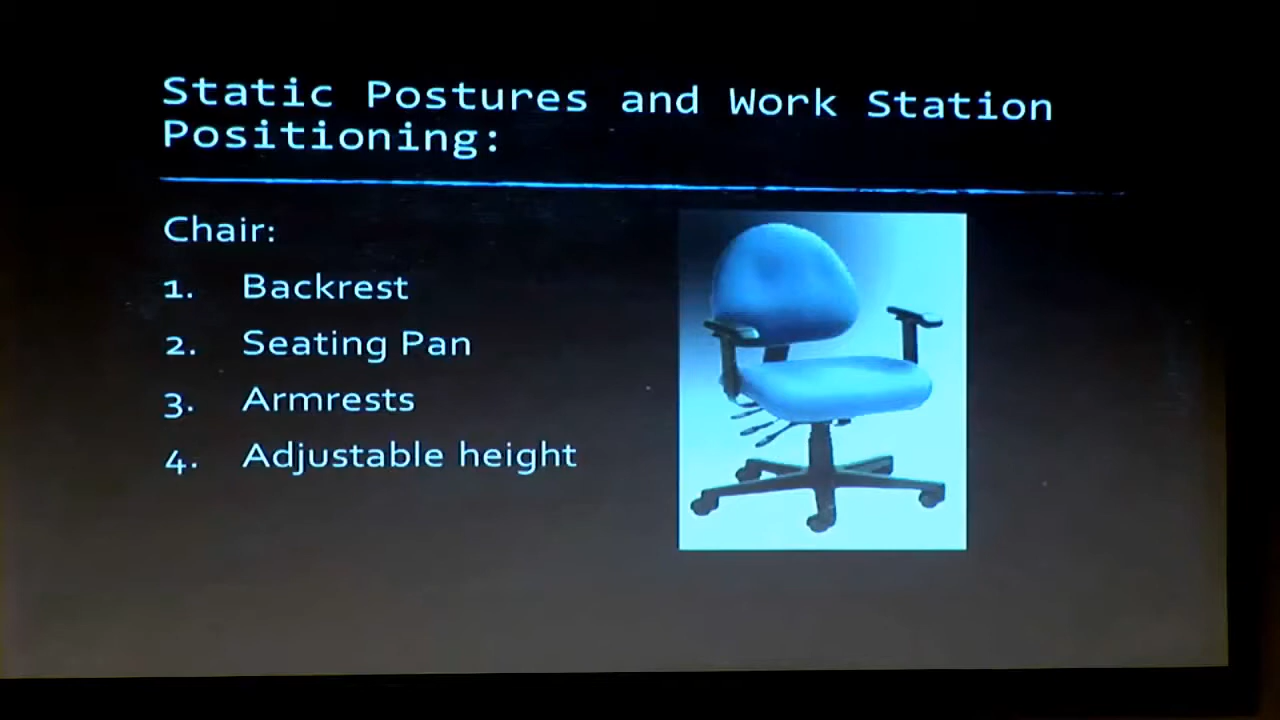 Static Postures and Work Station
Positioning:
Chair:
1. Backrest
2. Seating Pan
3. Armrests
4. Adjustable height